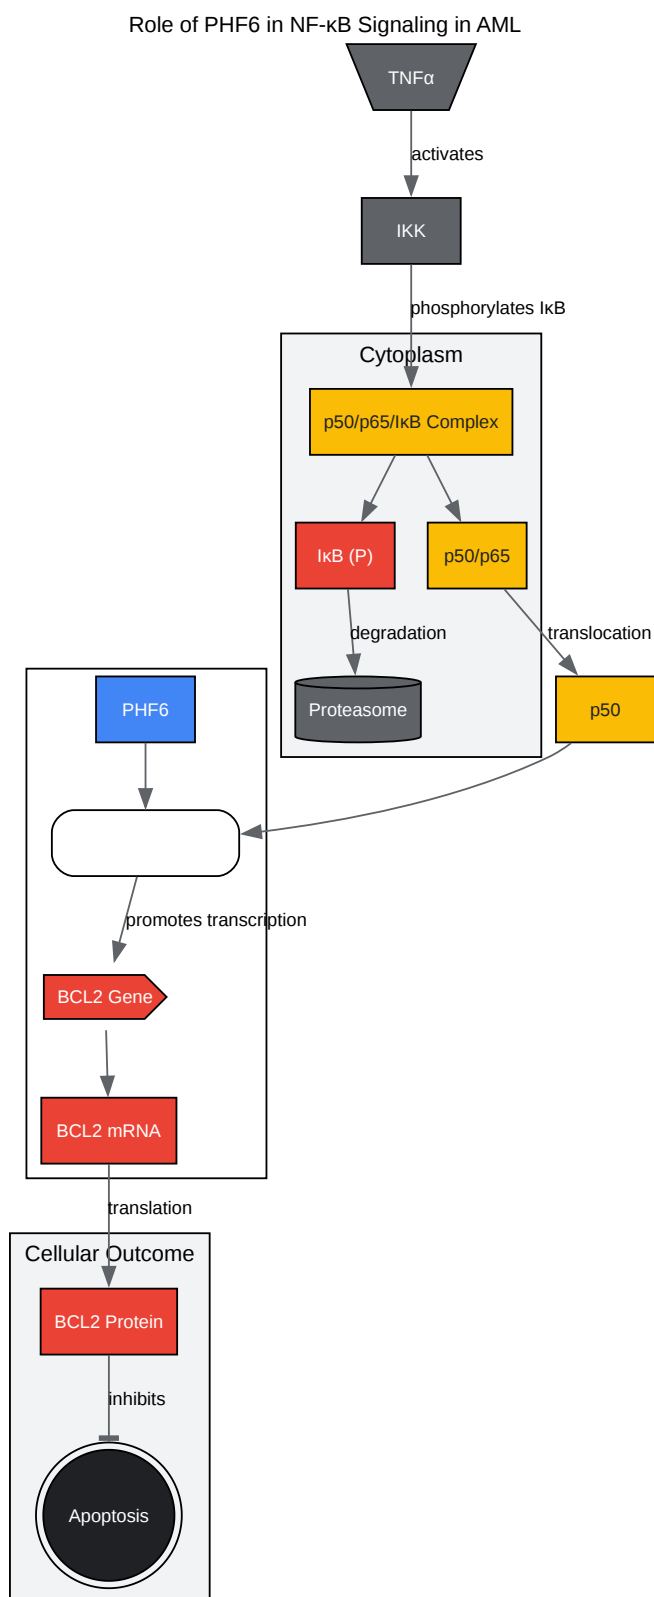 Role of PHF6 in NF-κB Signaling in AML
TNFα
activates
IKK
phosphorylates IκB
Cytoplasm
p50/p65/IκB Complex
IκB (P)
p50/p65
degradation
translocation
PHF6
Proteasome
p50
promotes transcription
BCL2 Gene
BCL2 mRNA
translation
Cellular Outcome
BCL2 Protein
inhibits
Apoptosis